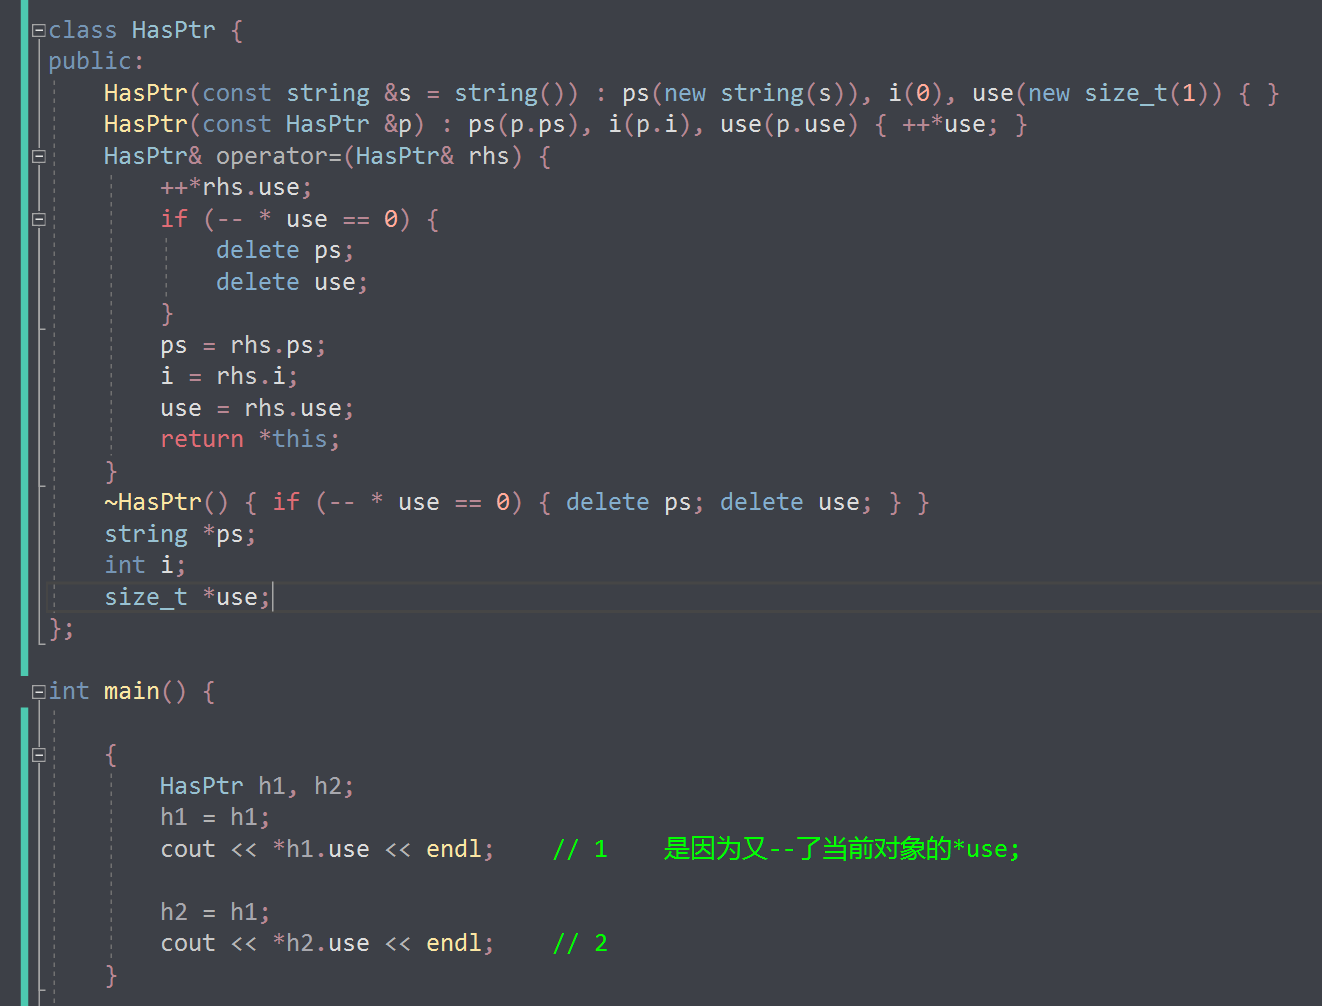 class HasPtr {
public:
    HasPtr(const string &s = string()) : ps(new string(s)), i(0), use(new size_t(1)) { }
    HasPtr(const HasPtr &p) : ps(p.ps), i(p.i), use(p.use) { ++*use; }
    HasPtr& operator=(HasPtr& rhs) {
        ++*rhs.use;
        if (-- * use == 0) {
            delete ps;
            delete use;
        }
        ps = rhs.ps;
        i = rhs.i;
        use = rhs.use;
        return *this;
    }
    ~HasPtr() { if (-- * use == 0) { delete ps; delete use; } }
    string *ps;
    int i;
    size_t *use;
};
int main() {
    {
        HasPtr h1, h2;
        h1 = h1;
        cout << *h1.use << endl;    // 1    是因为又--了当前对象的*use;
        h2 = h1;
        cout << *h2.use << endl;    // 2
    }